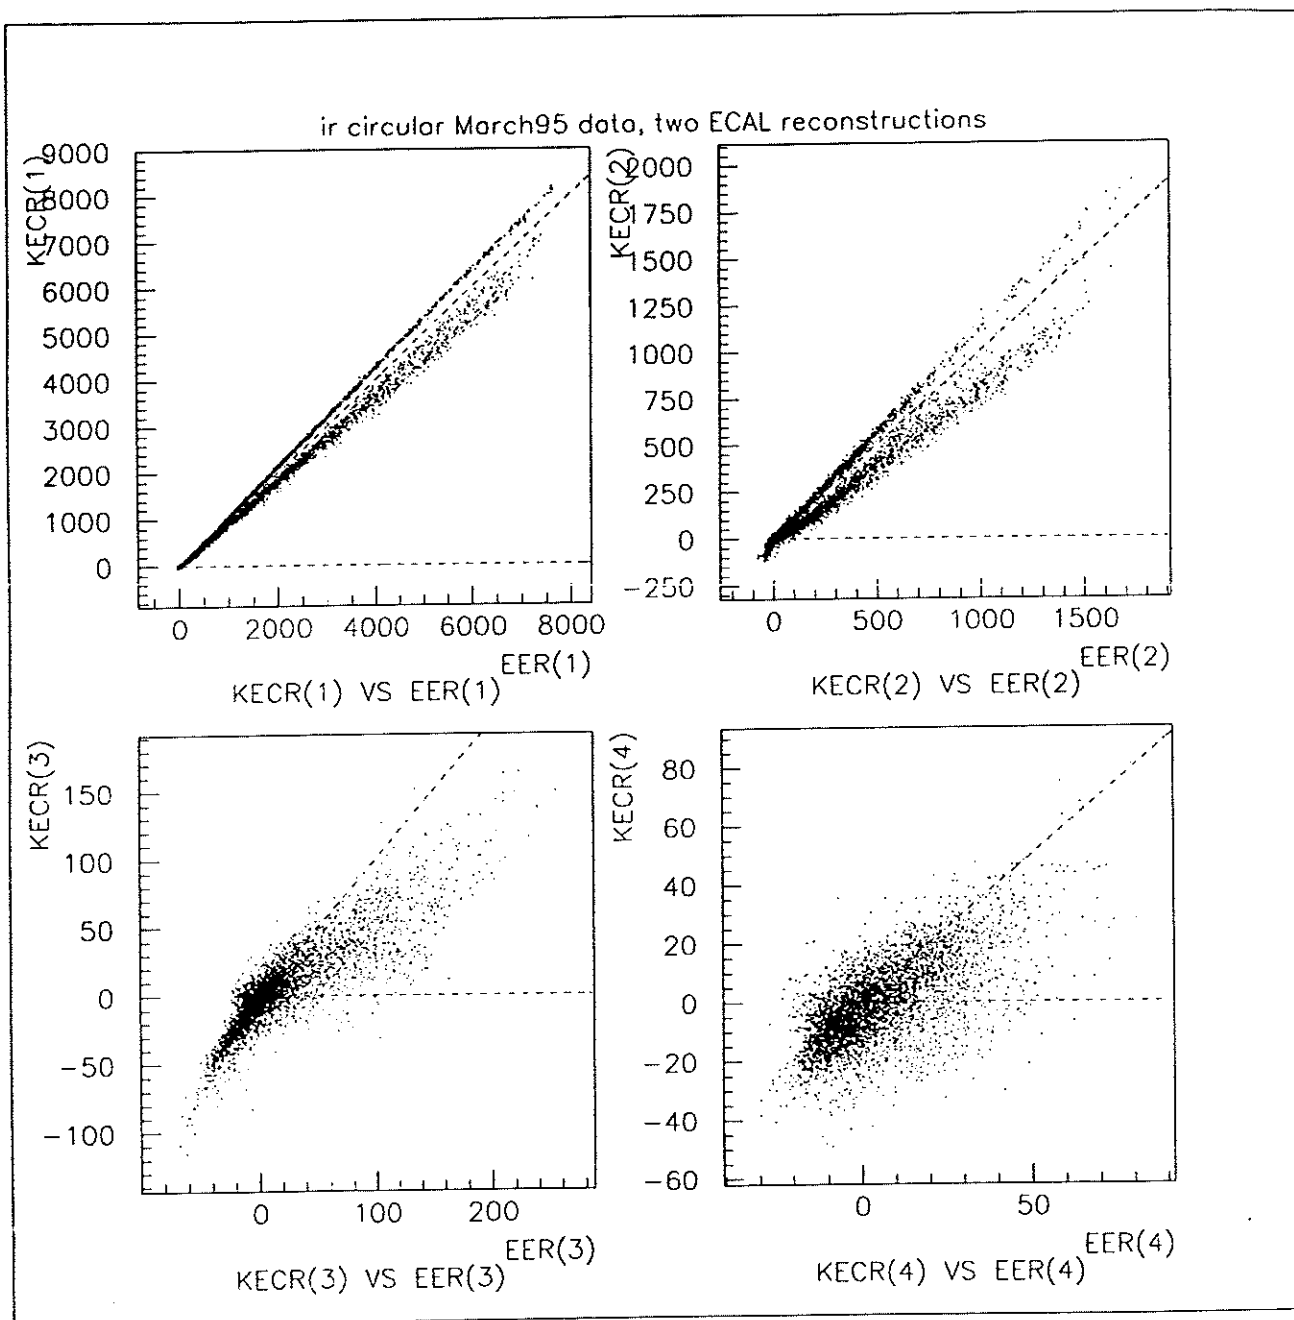 ir circular March95 data, two ECAL reconstructions
KECR(1)
9000
8000
7000
6000
5000
4000
3000
2000
1000
0
0 2000 4000 6000 8000
EER(1)
KECR(1) VS EER(1)
KECR(2)
2000
1750
1500
1250
1000
750
500
250
0
−250
0 500 1000 1500
EER(2)
KECR(2) VS EER(2)
KECR(3)
150
100
50
0
−50
−100
0 100 200
EER(3)
KECR(3) VS EER(3)
KECR(4)
80
60
40
20
0
−20
−40
−60
0 50
EER(4)
KECR(4) VS EER(4)